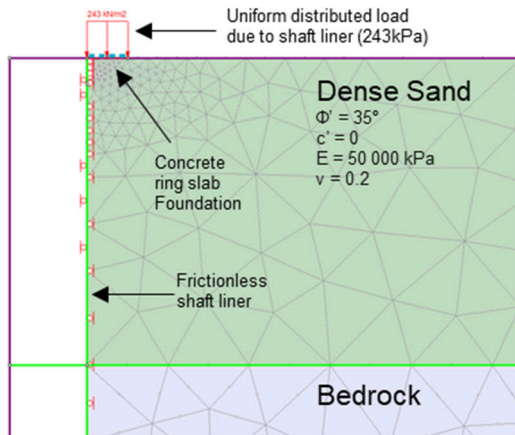 243 kN/m2
Uniform distributed load
due to shaft liner (243kPa)
Dense Sand
Φ' = 35°
c' = 0
E = 50 000 kPa
v = 0.2
Concrete
ring slab
Foundation
Frictionless
shaft liner
Bedrock